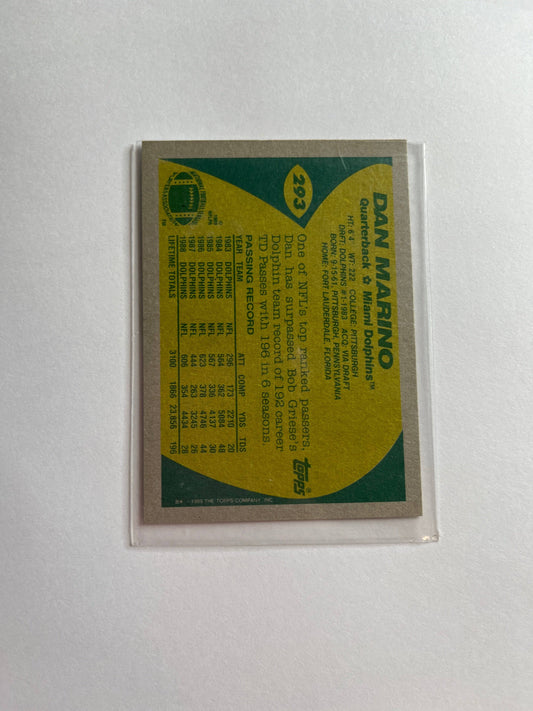 293
DAN MARINO
Quarterback ☆ Miami Dolphins™
HT: 6'4" WT: 222 COLLEGE: PITTSBURGH
DRAFT: DOLPHINS #1-1983 ACQ: VIA DRAFT
BORN: 9-15-61, PITTSBURGH, PENNSYLVANIA
HOME: FORT LAUDERDALE, FLORIDA
topps®
One of NFL's top ranked passers,
Dan has surpassed Bob Griese's
Dolphin team record of 192 career
TD Passes with 196 in 6 seasons.
PASSING RECORD
YEAR TEAM ATT COMP YDS TDS
1983 DOLPHINS NFL 296 173 2210 20
1984 DOLPHINS NFL 564 362 5084 48
1985 DOLPHINS NFL 567 336 4137 30
1986 DOLPHINS NFL 623 378 4746 44
1987 DOLPHINS NFL 444 263 3245 26
1988 DOLPHINS NFL 606 354 4434 28
LIFETIME TOTALS 3100 1866 23,856 196
© 1989 THE TOPPS COMPANY, INC.